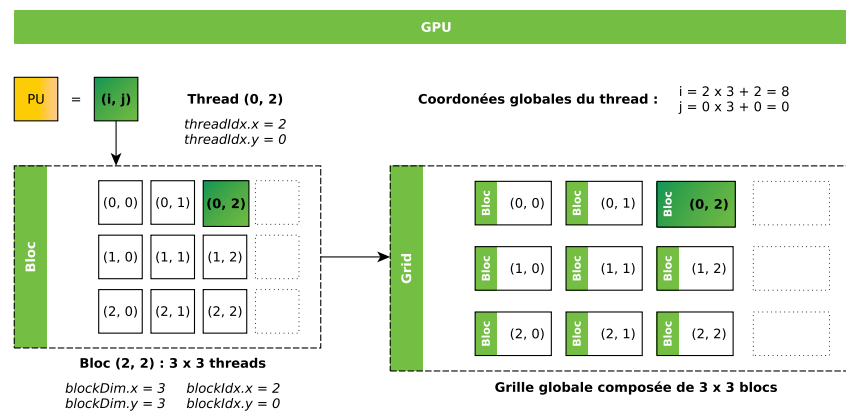 GPU
PU = (i, j)
Thread (0, 2)
threadIdx.x = 2
threadIdx.y = 0
Coordonées globales du thread :
i = 2 x 3 + 2 = 8
j = 0 x 3 + 0 = 0
Bloc
(0, 0) (0, 1) (0, 2)
(1, 0) (1, 1) (1, 2)
(2, 0) (2, 1) (2, 2)
Bloc (2, 2) : 3 x 3 threads
blockDim.x = 3 blockIdx.x = 2
blockDim.y = 3 blockIdx.y = 0
Grid
Bloc (0, 0) Bloc (0, 1) Bloc (0, 2)
Bloc (1, 0) Bloc (1, 1) Bloc (1, 2)
Bloc (2, 0) Bloc (2, 1) Bloc (2, 2)
Grille globale composée de 3 x 3 blocs